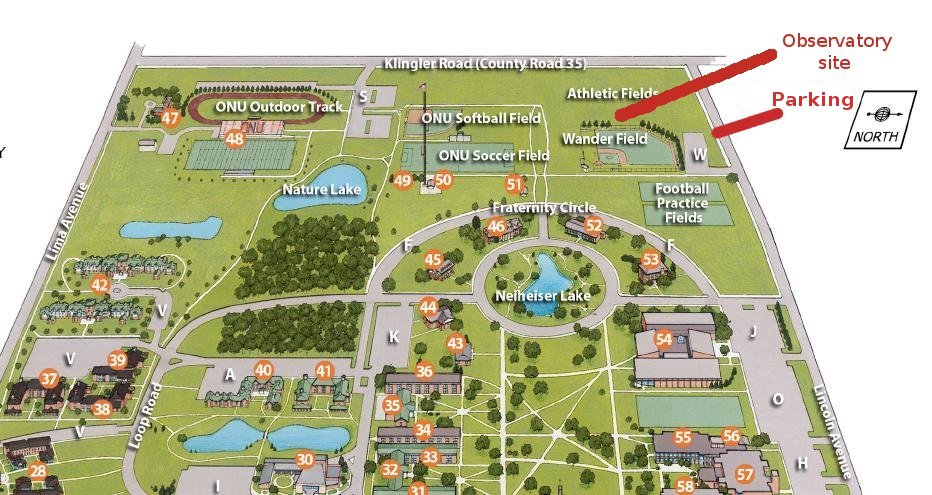 Observatory
site
Klingler Road (County Road 35)
Athletic Fields
Parking
S
ONU Outdoor Track
47
48
ONU Softball Field
Wander Field
NORTH
ONU Soccer Field
W
Y
49
50
51
Nature Lake
Football
Practice
Fields
Lima Avenue
Fraternity Circle
46
52
F
F
45
53
42
Neiheiser Lake
V
44
K
J
43
54
V
39
37
A
40
41
36
38
35
O
Loop Road
Lincoln Avenue
V
34
55
56
28
30
32
33
H
57
I
31
58